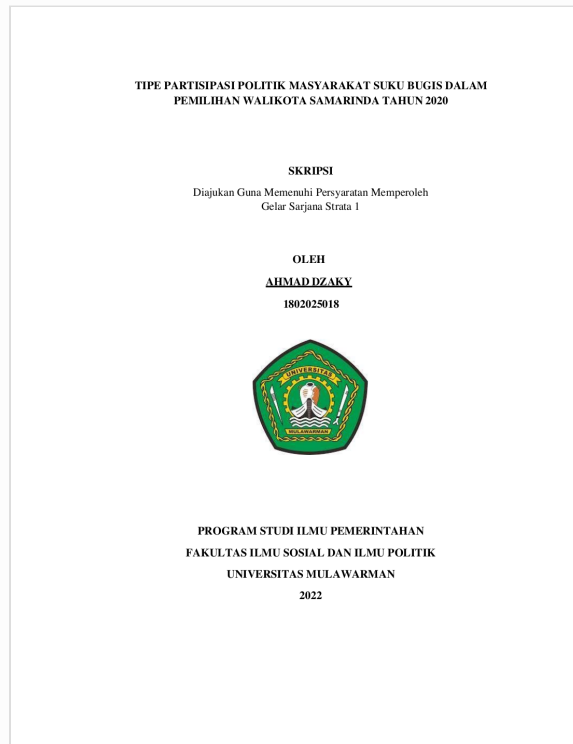 TIPE PARTISIPASI POLITIK MASYARAKAT SUKU BUGIS DALAM
PEMILIHAN WALIKOTA SAMARINDA TAHUN 2020
SKRIPSI
Diajukan Guna Memenuhi Persyaratan Memperoleh
Gelar Sarjana Strata 1
OLEH
AHMAD DZAKY
1802025018
UNIVERSITAS
MULAWARMAN
PROGRAM STUDI ILMU PEMERINTAHAN
FAKULTAS ILMU SOSIAL DAN ILMU POLITIK
UNIVERSITAS MULAWARMAN
2022